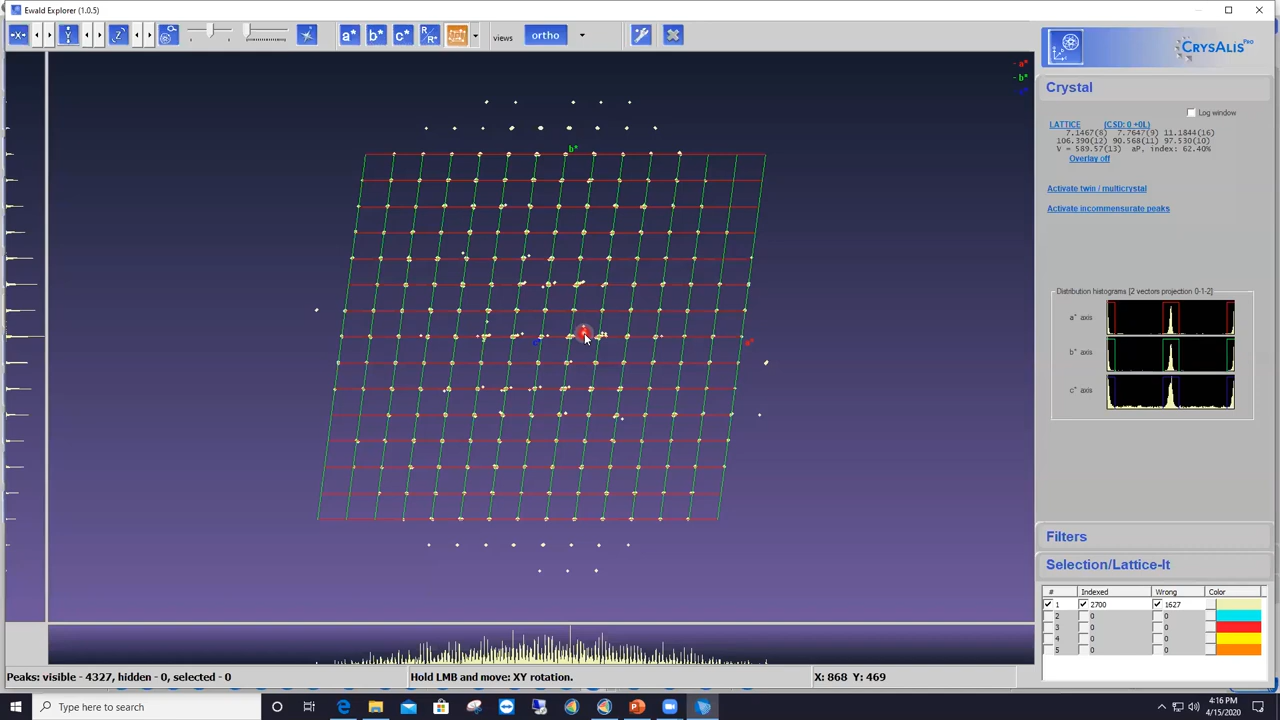 Ewald Explorer (1.0.5)
a* b* c* R/R* views ortho
CRYSALIS Pro
Crystal
Log window
LATTICE (CSD: 0 +0L)
7.1467(8) 7.7647(9) 11.1844(16)
106.390(12) 90.568(11) 97.530(10)
V = 589.57(13) aP, index: 62.40%
Overlay off
Activate twin / multicrystal
Activate incommensurate peaks
Distribution histograms [2 vectors projection 0-1-2]
a* axis
b* axis
c* axis
- a*
- b*
b*
a*
Filters
Selection/Lattice-It
# Indexed Wrong Color
1 2700 1627
2 0 0
3 0 0
4 0 0
5 0 0
Peaks: visible - 4327, hidden - 0, selected - 0
Hold LMB and move: XY rotation.
X: 868 Y: 469
Type here to search
4:16 PM
4/15/2020